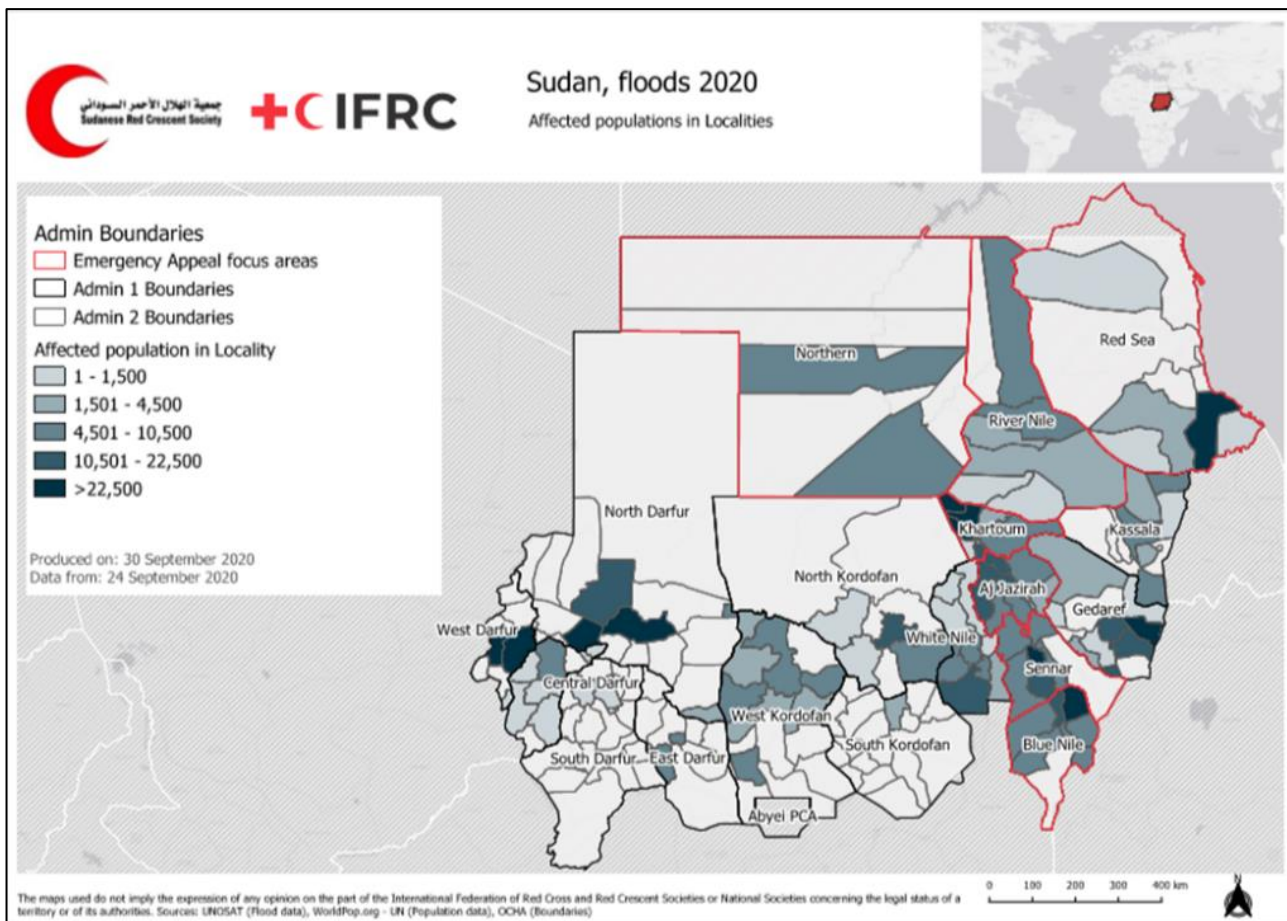 جمعية الهلال الأحمر السوداني
Sudanese Red Crescent Society
IFRC
Sudan, floods 2020
Affected populations in Localities
Admin Boundaries
Emergency Appeal focus areas
Admin 1 Boundaries
Admin 2 Boundaries
Affected population in Locality
1 - 1,500
1,501 - 4,500
4,501 - 10,500
10,501 - 22,500
>22,500
Produced on: 30 September 2020
Data from: 24 September 2020
Northern
Red Sea
River Nile
North Darfur
Khartoum
Kassala
North Kordofan
Aj Jazirah
Gedaref
West Darfur
White Nile
Sennar
Central Darfur
West Kordofan
South Kordofan
Blue Nile
South Darfur
East Darfur
Abyei PCA
The maps used do not imply the expression of any opinion on the part of the International Federation of Red Cross and Red Crescent Societies or National Societies concerning the legal status of a
territory or of its authorities. Sources: UNOSAT (Flood data), WorldPop.org - UN (Population data), OCHA (Boundaries)
0 100 200 300 400 km
N